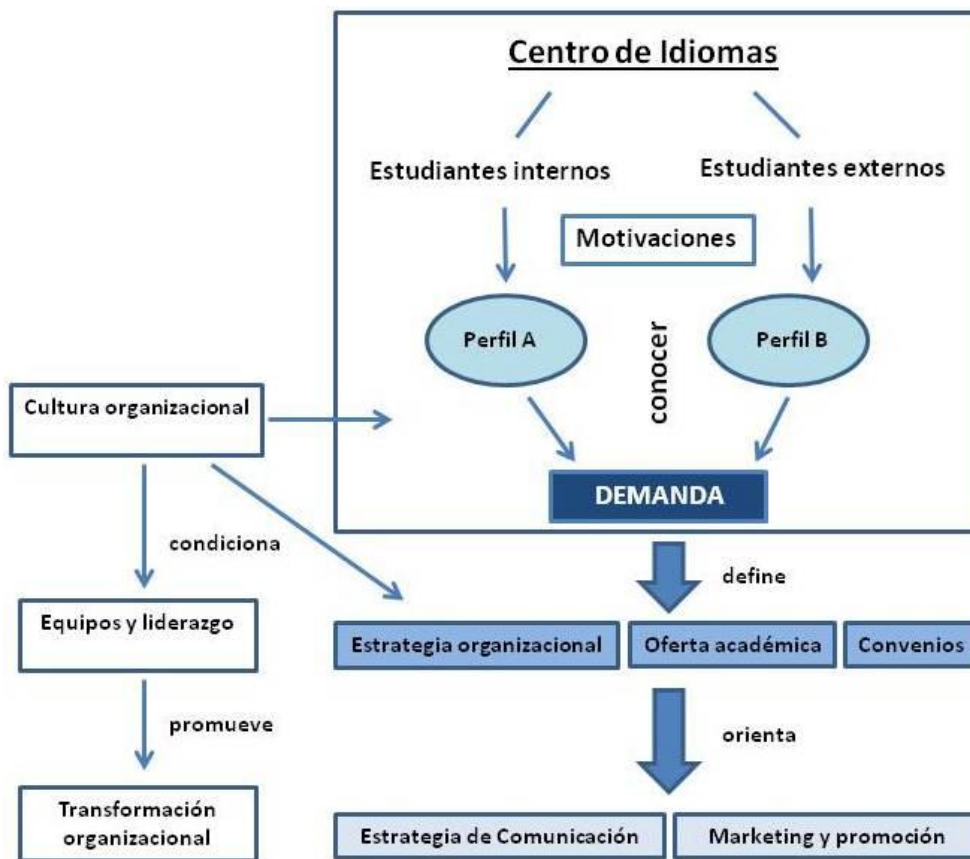 Centro de Idiomas
Estudiantes internos
Estudiantes externos
Motivaciones
Perfil A
conocer
Perfil B
Cultura organizacional
DEMANDA
condiciona
define
Equipos y liderazgo
Estrategia organizacional
Oferta académica
Convenios
promueve
orienta
Transformación
organizacional
Estrategia de Comunicación
Marketing y promoción